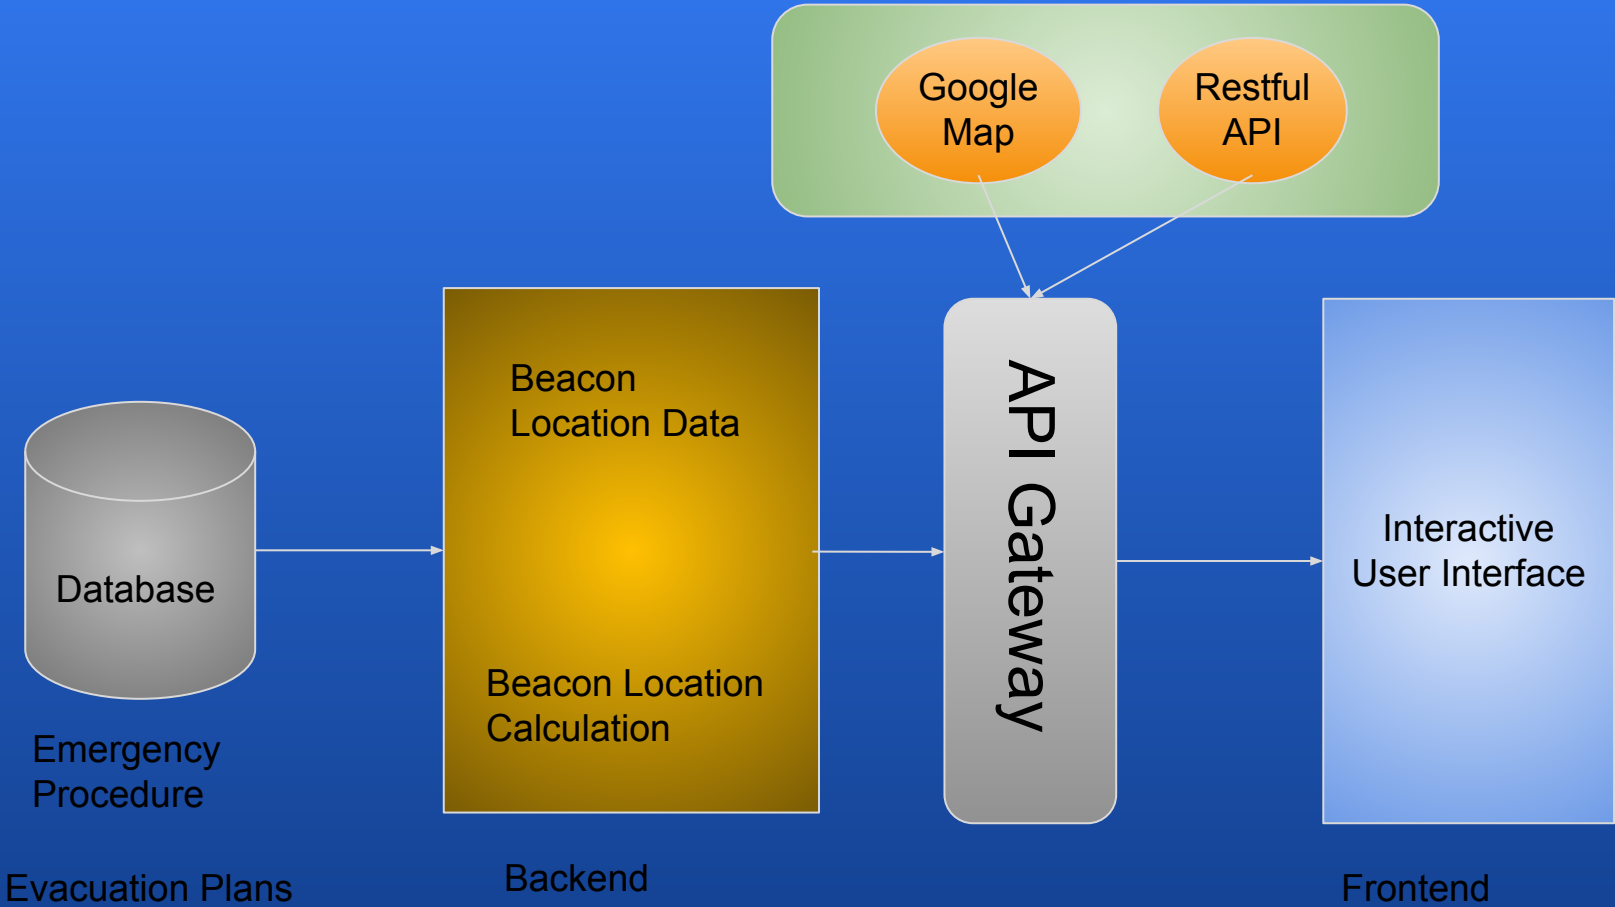 Google
Map
Restful
API
Beacon
Location Data
Beacon Location
Calculation
API Gateway
Interactive
User Interface
Database
Emergency
Procedure
Evacuation Plans
Backend
Frontend